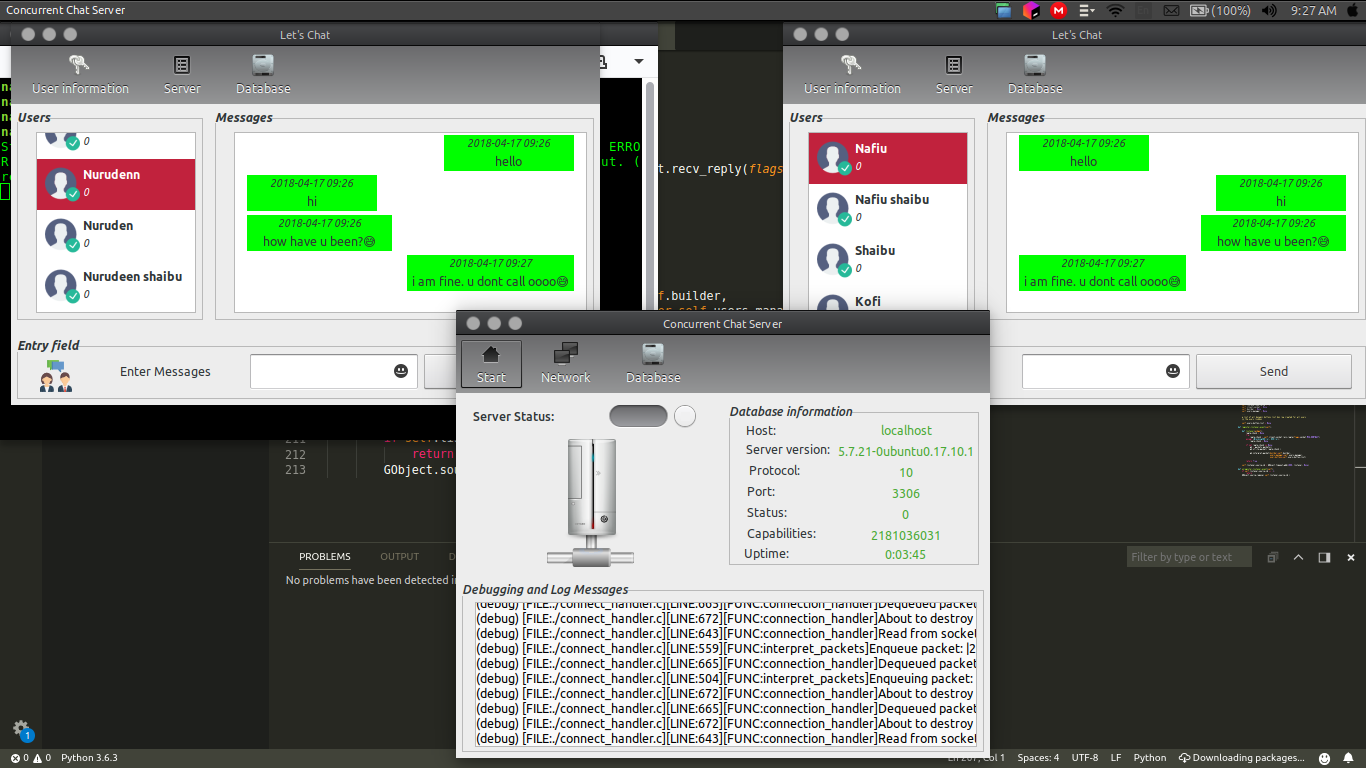 Concurrent Chat Server
(100%)
9:27 AM
Let's Chat
User information
Server
Database
Users
0
Nurudenn
0
Nuruden
0
Nurudeen shaibu
0
Messages
2018-04-17 09:26
hello
2018-04-17 09:26
hi
2018-04-17 09:26
how have u been?😅
2018-04-17 09:27
i am fine. u dont call oooo😅
Entry field
Enter Messages
ERRO
ut. (
t.recv_reply(flags
f.builder,
Let's Chat
User information
Server
Database
Users
Nafiu
0
Nafiu shaibu
0
Shaibu
0
Kofi
Messages
2018-04-17 09:26
hello
2018-04-17 09:26
hi
2018-04-17 09:26
how have u been?😅
2018-04-17 09:27
i am fine. u dont call oooo😅
Send
Concurrent Chat Server
Start
Network
Database
Server Status:
Database information
Host: localhost
Server version: 5.7.21-0ubuntu0.17.10.1
Protocol: 10
Port: 3306
Status: 0
Capabilities: 2181036031
Uptime: 0:03:45
Debugging and Log Messages
(debug) [FILE:./connect_handler.c][LINE:665][FUNC:connection_handler]Dequeued packet
(debug) [FILE:./connect_handler.c][LINE:672][FUNC:connection_handler]About to destroy
(debug) [FILE:./connect_handler.c][LINE:643][FUNC:connection_handler]Read from socket
(debug) [FILE:./connect_handler.c][LINE:559][FUNC:interpret_packets]Enqueue packet: |2
(debug) [FILE:./connect_handler.c][LINE:665][FUNC:connection_handler]Dequeued packet
(debug) [FILE:./connect_handler.c][LINE:504][FUNC:interpret_packets]Enqueuing packet:
(debug) [FILE:./connect_handler.c][LINE:672][FUNC:connection_handler]About to destroy
(debug) [FILE:./connect_handler.c][LINE:665][FUNC:connection_handler]Dequeued packet
(debug) [FILE:./connect_handler.c][LINE:672][FUNC:connection_handler]About to destroy
(debug) [FILE:./connect_handler.c][LINE:643][FUNC:connection_handler]Read from socket
212 return
213 GObject.sou
PROBLEMS
OUTPUT
D
No problems have been detected in
Filter by type or text
1
0 0 Python 3.6.3
Ln 207, Col 1
Spaces: 4
UTF-8
LF
Python
Downloading packages...